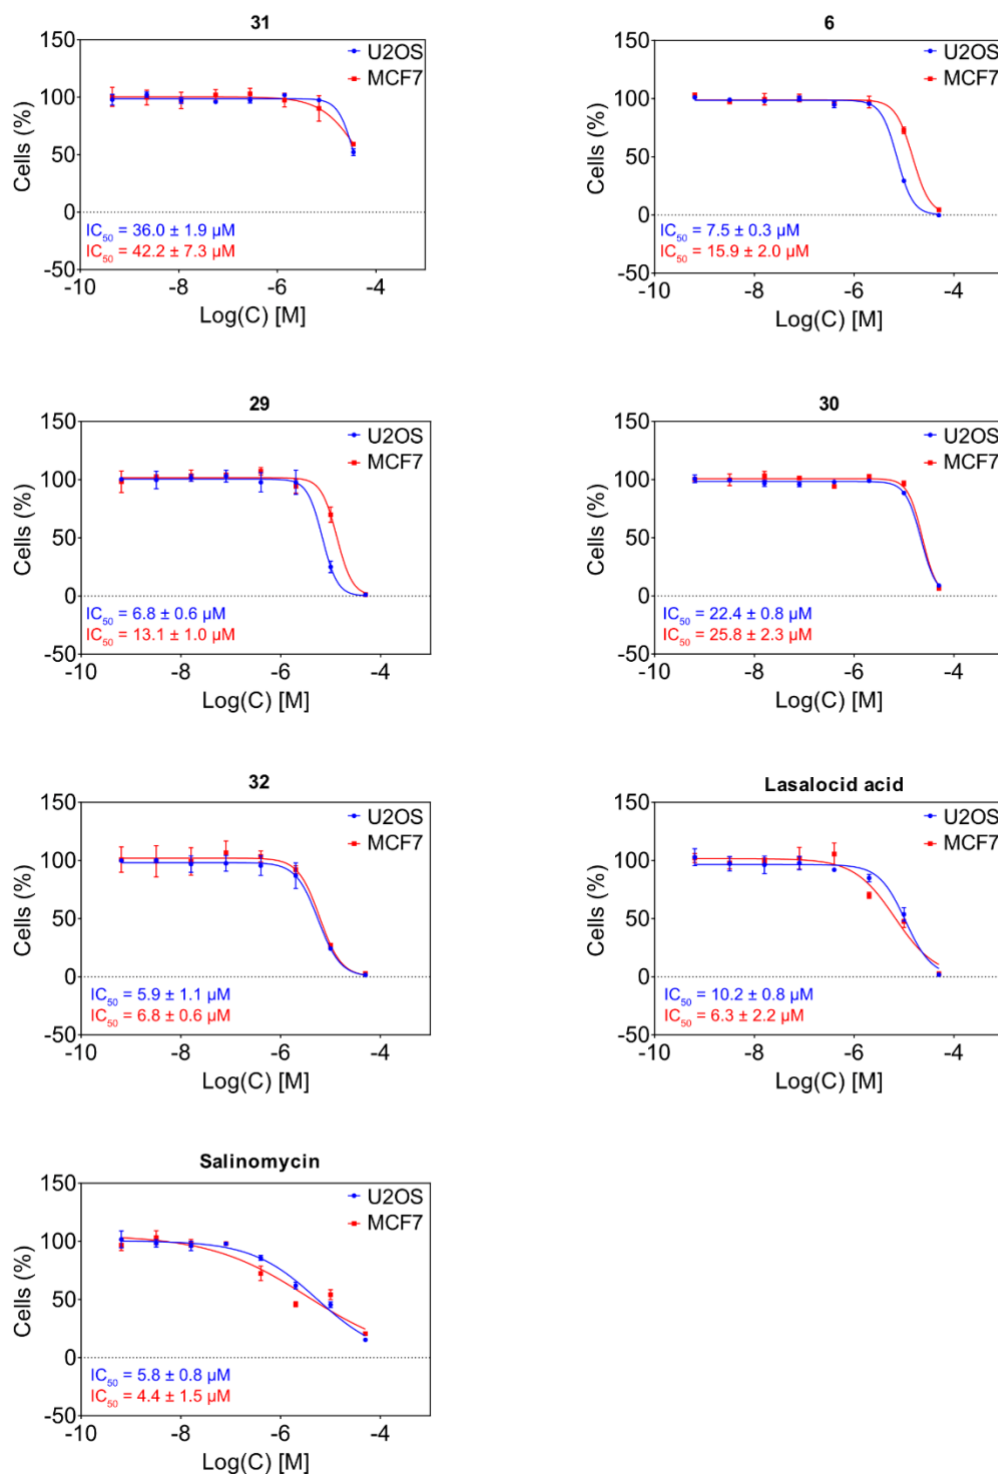 31
150
100
50
0
-50
Cells (%)
U2OS
MCF7
IC50 = 36.0 ± 1.9 µM
IC50 = 42.2 ± 7.3 µM
-10 -8 -6 -4
Log(C) [M]
6
150
100
50
0
-50
Cells (%)
U2OS
MCF7
IC50 = 7.5 ± 0.3 µM
IC50 = 15.9 ± 2.0 µM
-10 -8 -6 -4
Log(C) [M]
29
150
100
50
0
-50
Cells (%)
U2OS
MCF7
IC50 = 6.8 ± 0.6 µM
IC50 = 13.1 ± 1.0 µM
-10 -8 -6 -4
Log(C) [M]
30
150
100
50
0
-50
Cells (%)
U2OS
MCF7
IC50 = 22.4 ± 0.8 µM
IC50 = 25.8 ± 2.3 µM
-10 -8 -6 -4
Log(C) [M]
32
150
100
50
0
-50
Cells (%)
U2OS
MCF7
IC50 = 5.9 ± 1.1 µM
IC50 = 6.8 ± 0.6 µM
-10 -8 -6 -4
Log(C) [M]
Lasalocid acid
150
100
50
0
-50
Cells (%)
U2OS
MCF7
IC50 = 10.2 ± 0.8 µM
IC50 = 6.3 ± 2.2 µM
-10 -8 -6 -4
Log(C) [M]
Salinomycin
150
100
50
0
-50
Cells (%)
U2OS
MCF7
IC50 = 5.8 ± 0.8 µM
IC50 = 4.4 ± 1.5 µM
-10 -8 -6 -4
Log(C) [M]